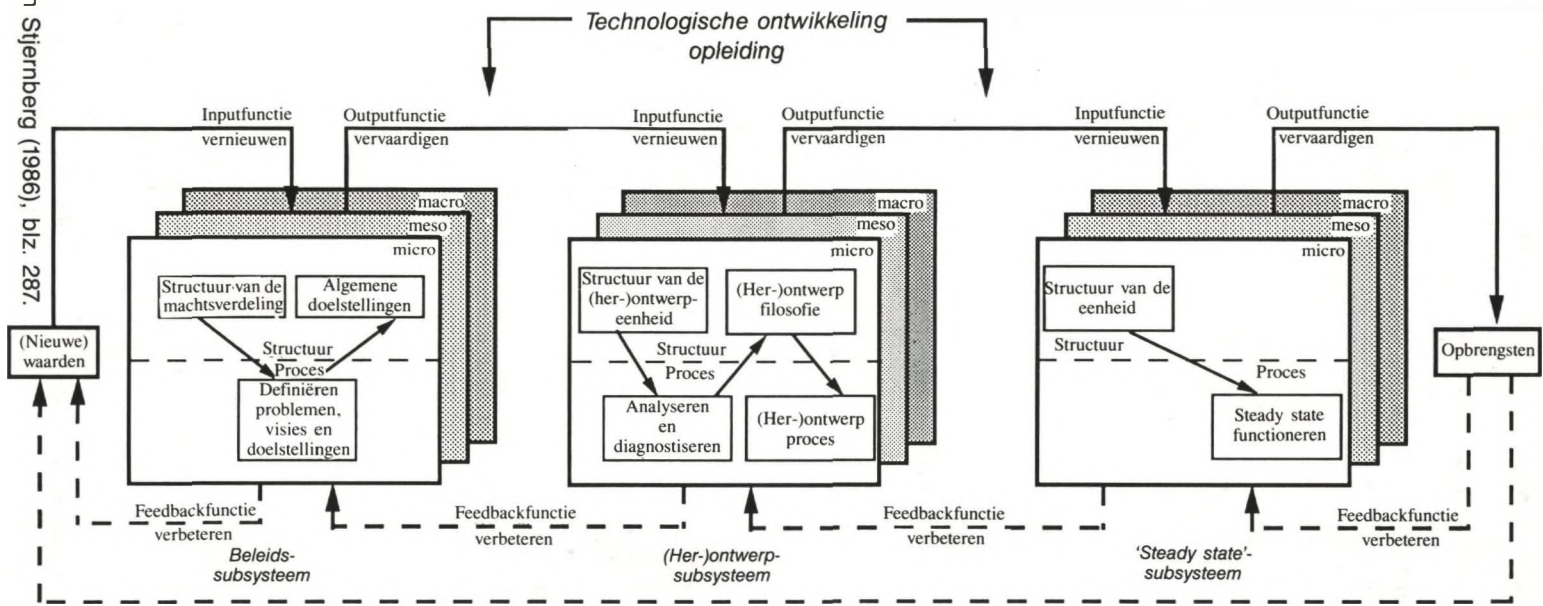 Stjernberg (1986), blz. 287.
Technologische ontwikkeling
opleiding
Inputfunctie
vernieuwen
Outputfunctie
vervaardigen
Inputfunctie
vernieuwen
Outputfunctie
vervaardigen
Inputfunctie
vernieuwen
Outputfunctie
vervaardigen
(Nieuwe)
waarden
macro
meso
micro
Structuur van de
machtsverdeling
Algemene
doelstellingen
Structuur
Proces
Definiëren
problemen,
visies en
doelstellingen
macro
meso
micro
Structuur van de
(her-)ontwerp-
eenheid
(Her-)ontwerp
filosofie
Structuur
Proces
Analyseren
en
diagnostiseren
(Her-)ontwerp
proces
macro
meso
micro
Structuur van de
eenheid
Structuur
Proces
Steady state
functioneren
Opbrengsten
Feedbackfunctie
verbeteren
Feedbackfunctie
verbeteren
Feedbackfunctie
verbeteren
Feedbackfunctie
verbeteren
Beleids-
subsysteem
(Her-)ontwerp-
subsysteem
'Steady state'-
subsysteem